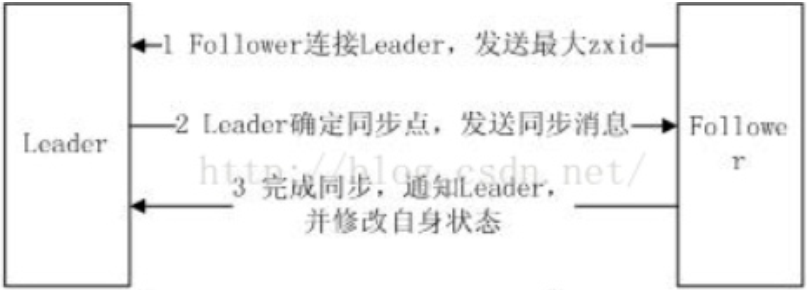 1 Follower连接Leader，发送最大zxid
2 Leader确定同步点，发送同步消息
Leader
Followe
r
http://blog.csdn.net/
3 完成同步，通知Leader，
并修改自身状态